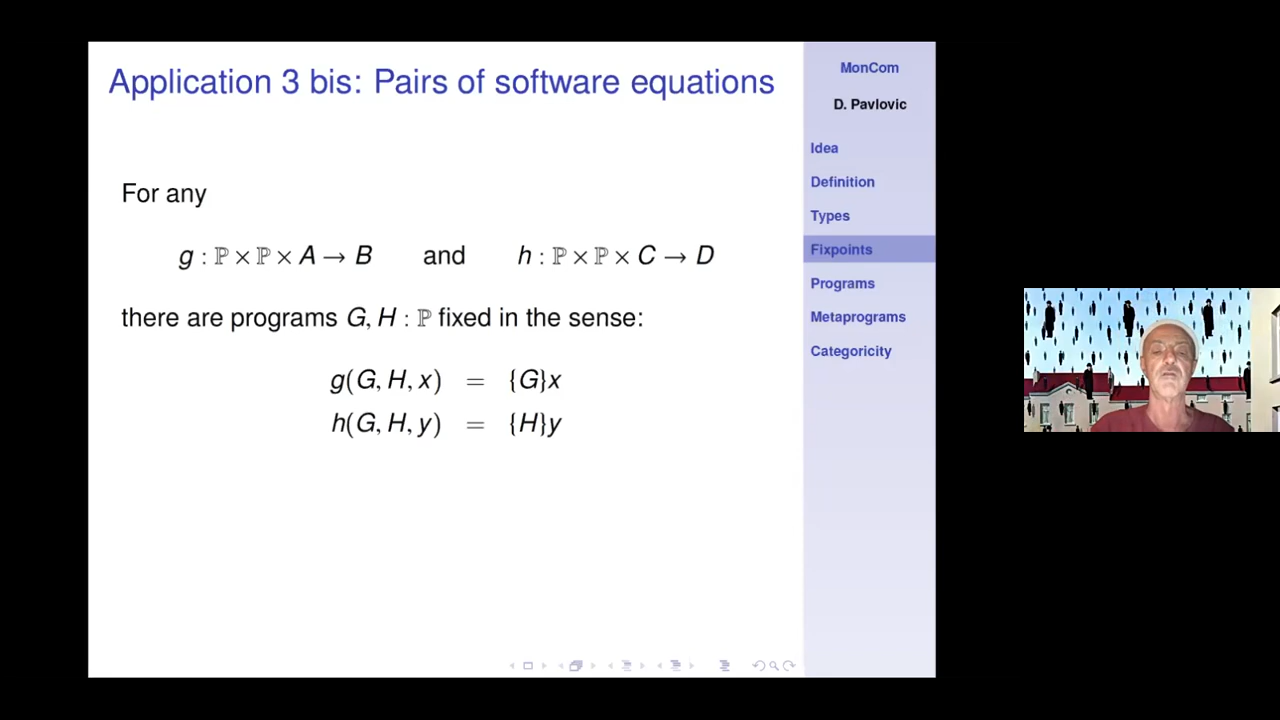 Application 3 bis: Pairs of software equations
For any
g : ℙ × ℙ × A → B and h : ℙ × ℙ × C → D
there are programs G, H : ℙ fixed in the sense:
g(G, H, x) = {G}x
h(G, H, y) = {H}y
MonCom
D. Pavlovic
Idea
Definition
Types
Fixpoints
Programs
Metaprograms
Categoricity